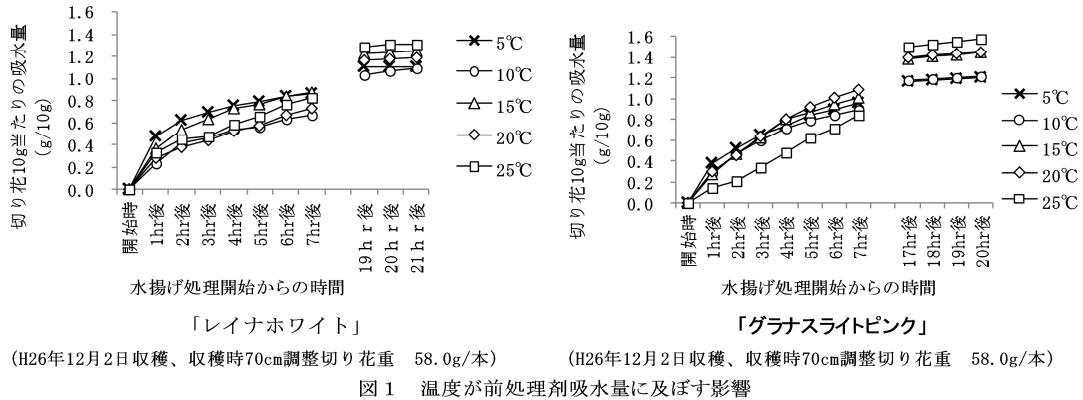 切り花10g当たりの吸水量
(g/10g)
1.6
1.4
1.2
1.0
0.8
0.6
0.4
0.2
0.0
開始時
1hr後
2hr後
3hr後
4hr後
5hr後
6hr後
7hr後
19hr後
20hr後
21hr後
5℃
10℃
15℃
20℃
25℃
水揚げ処理開始からの時間
「レイナホワイト」
(H26年12月2日収穫、収穫時70cm調整切り花重 58.0g/本)
切り花10g当たりの吸水量
(g/10g)
1.6
1.4
1.2
1.0
0.8
0.6
0.4
0.2
0.0
開始時
1hr後
2hr後
3hr後
4hr後
5hr後
6hr後
7hr後
17hr後
18hr後
19hr後
20hr後
5℃
10℃
15℃
20℃
25℃
水揚げ処理開始からの時間
「グラナスライトピンク」
(H26年12月2日収穫、収穫時70cm調整切り花重 58.0g/本)
図1 温度が前処理剤吸水量に及ぼす影響